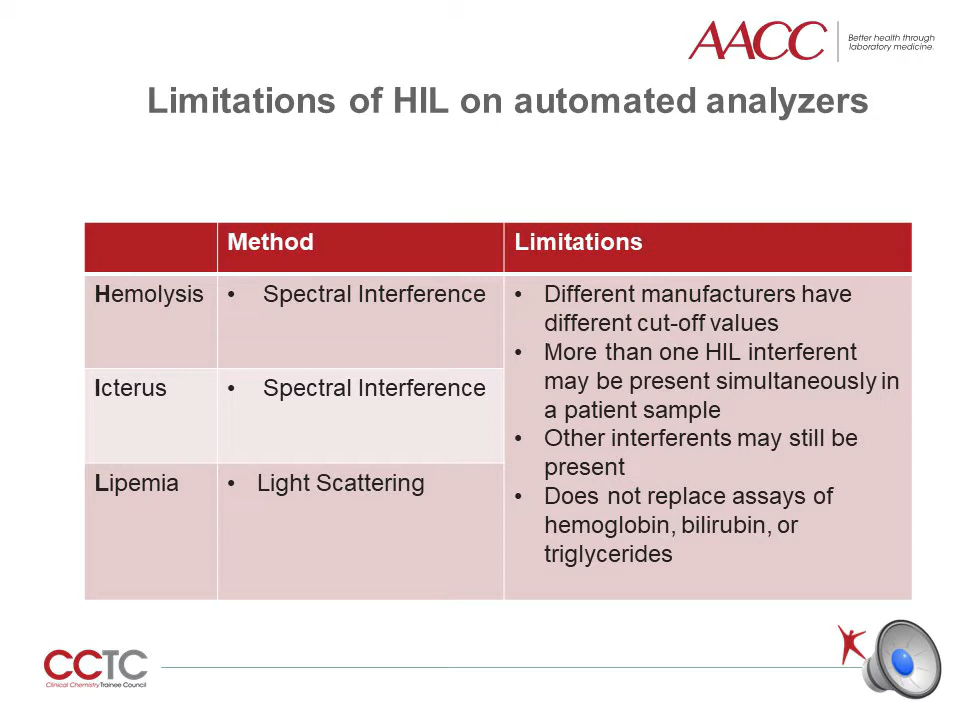 AACC
Better health through
laboratory medicine.
Limitations of HIL on automated analyzers
Method
Limitations
Hemolysis
• Spectral Interference
• Different manufacturers have
different cut-off values
• More than one HIL interferent
may be present simultaneously in
a patient sample
• Other interferents may still be
present
• Does not replace assays of
hemoglobin, bilirubin, or
triglycerides
Icterus
• Spectral Interference
Lipemia
• Light Scattering
CCTC
Clinical Chemistry Trainee Council